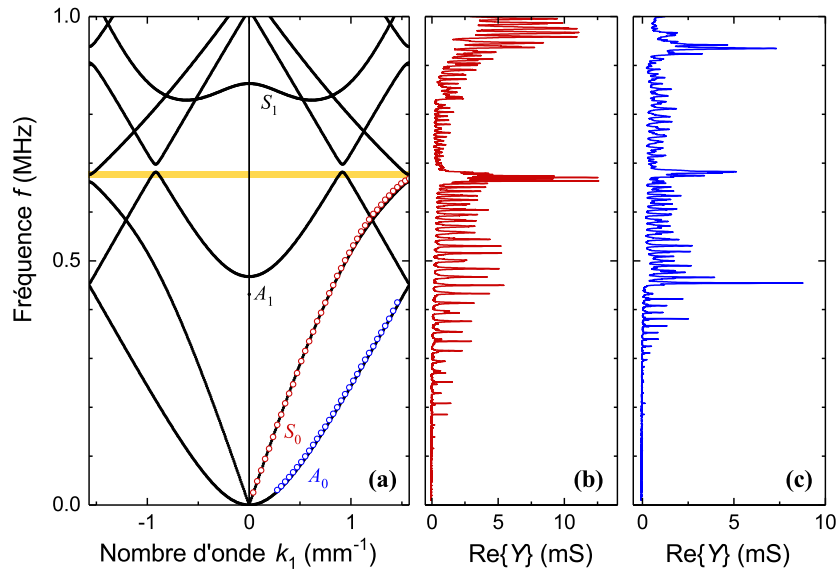 1.0
0.5
0.0
Fréquence f (MHz)
-1
0
1
Nombre d'onde k₁ (mm⁻¹)
S₁
A₁
S₀
A₀
(a)
0
5
10
Re{Y} (mS)
(b)
0
5
10
Re{Y} (mS)
(c)